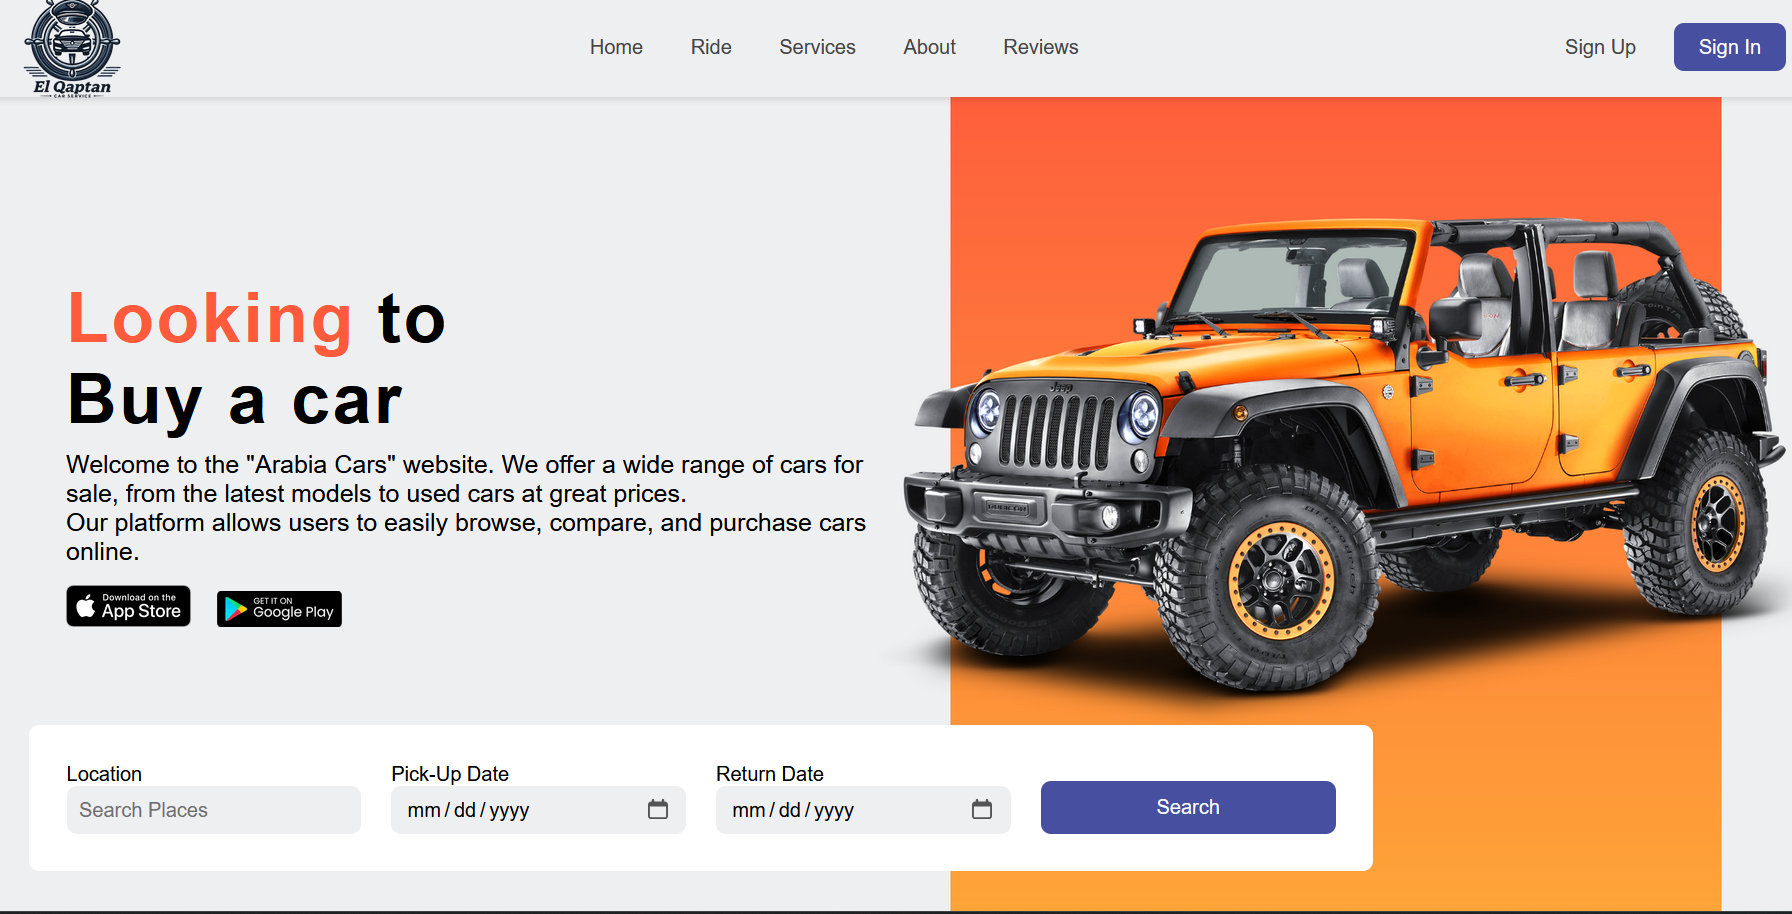 El Qaptan
CAR SERVICE
Home
Ride
Services
About
Reviews
Sign Up
Sign In
Looking to
Buy a car
Welcome to the "Arabia Cars" website. We offer a wide range of cars for
sale, from the latest models to used cars at great prices.
Our platform allows users to easily browse, compare, and purchase cars
online.
Download on the
App Store
GET IT ON
Google Play
Jeep
RUBICON
Location
Search Places
Pick-Up Date
mm/dd/yyyy
Return Date
mm/dd/yyyy
Search